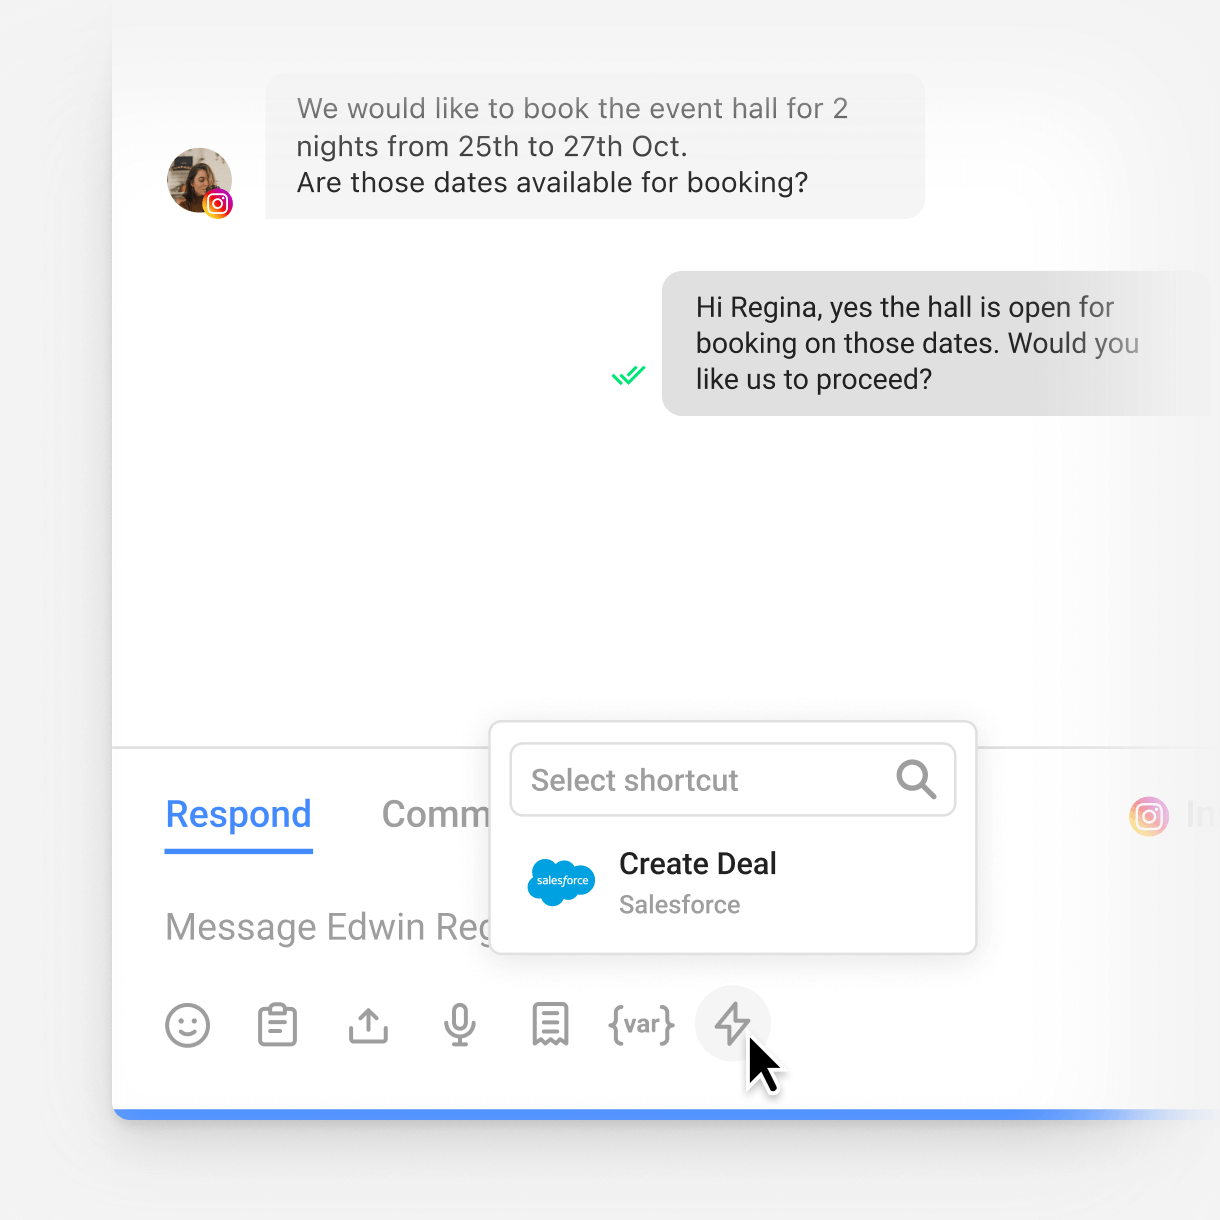 We would like to book the event hall for 2
nights from 25th to 27th Oct.
Are those dates available for booking?
Hi Regina, yes the hall is open for
booking on those dates. Would you
like us to proceed?
Select shortcut
Respond
Comm
In
salesforce
Create Deal
Salesforce
Message Edwin Reg
{var}